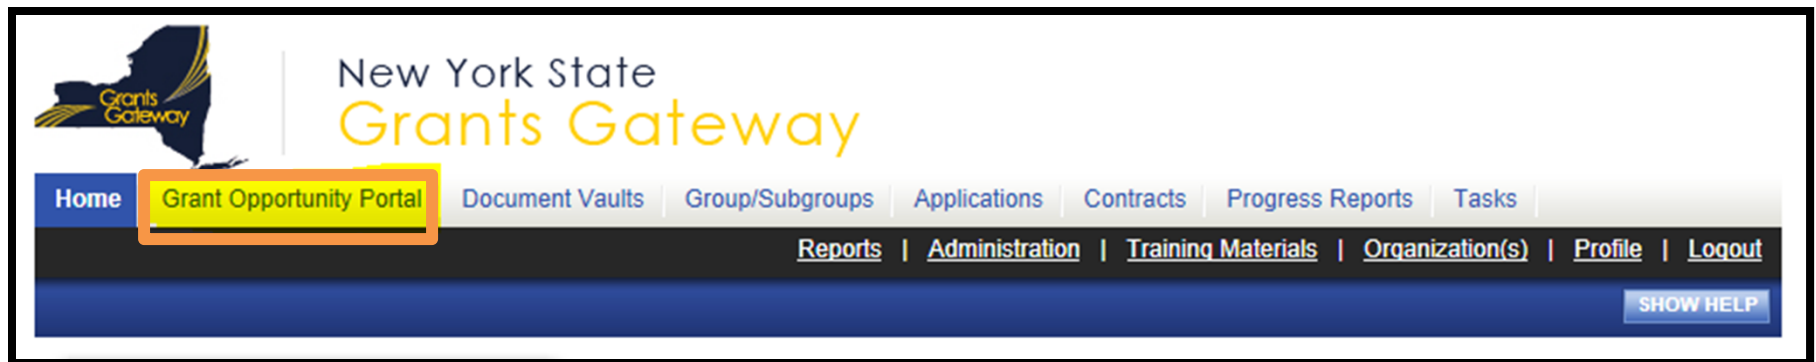 Grants
Gateway
New York State
Grants Gateway
Home Grant Opportunity Portal Document Vaults Group/Subgroups Applications Contracts Progress Reports Tasks
Reports | Administration | Training Materials | Organization(s) | Profile | Logout
SHOW HELP